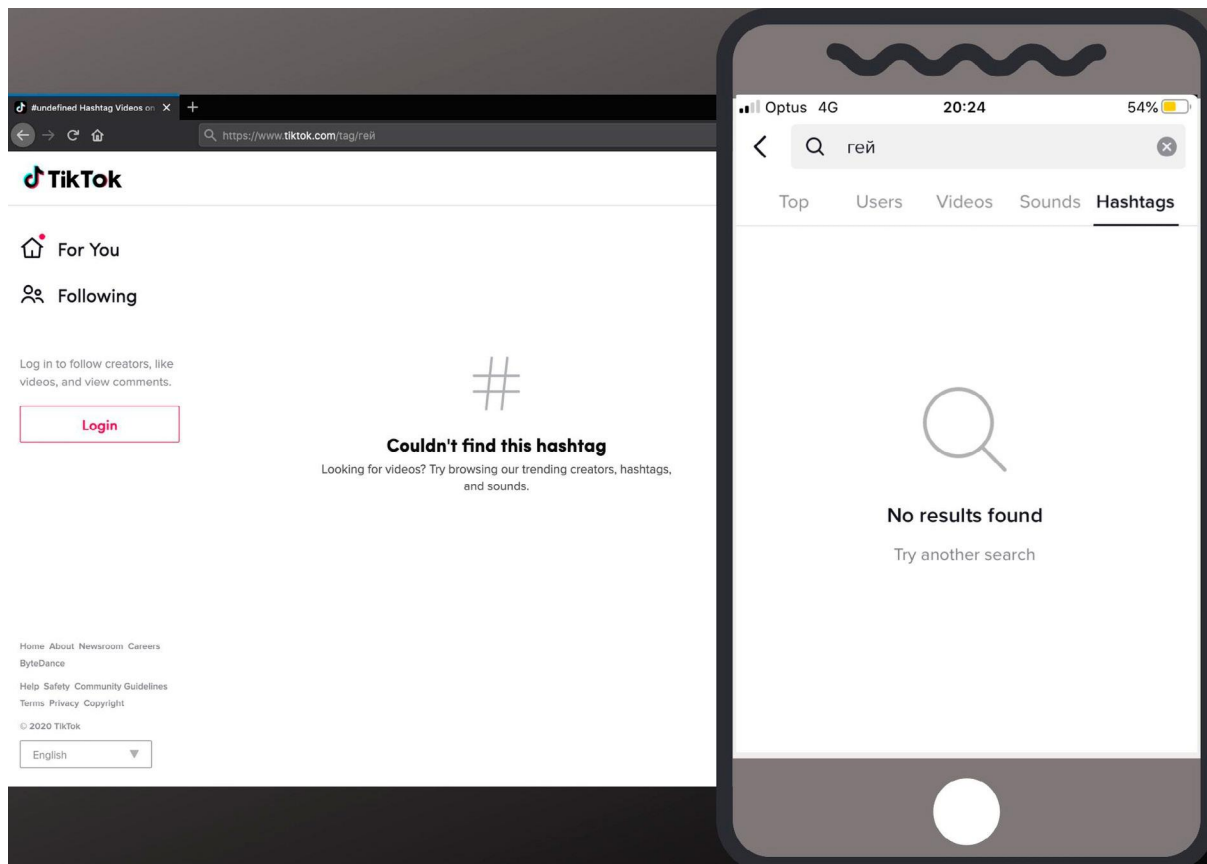 #undefined Hashtag Videos on
https://www.tiktok.com/tag/гей
TikTok
For You
Following
Log in to follow creators, like
videos, and view comments.
Login
Couldn't find this hashtag
Looking for videos? Try browsing our trending creators, hashtags,
and sounds.
Home About Newsroom Careers
ByteDance
Help Safety Community Guidelines
Terms Privacy Copyright
© 2020 TikTok
English
Optus 4G 20:24 54%
гей
Top Users Videos Sounds Hashtags
No results found
Try another search